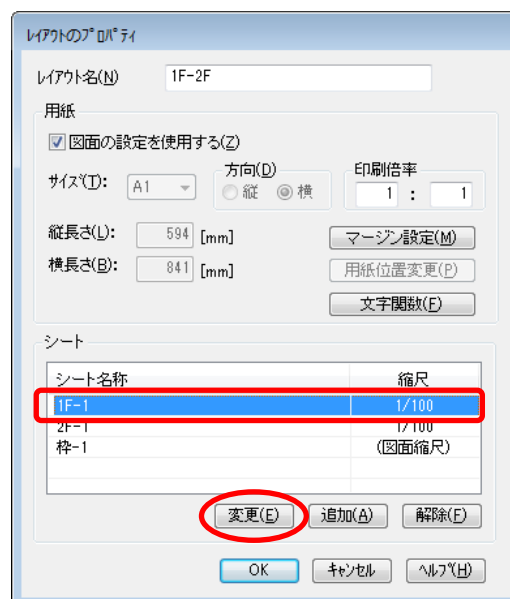 レイアウトのプロパティ
レイアウト名(N) 1F-2F
用紙
図面の設定を使用する(Z)
サイズ(T): A1 方向(D) 縦 横 印刷倍率 1 : 1
縦長さ(L): 594 [mm] マージン設定(M)
横長さ(B): 841 [mm] 用紙位置変更(P)
文字関数(F)
シート
シート名称 縮尺
1F-1 1/100
2F-1 1/100
枠-1 (図面縮尺)
変更(E) 追加(A) 解除(F)
OK キャンセル ヘルプ(H)